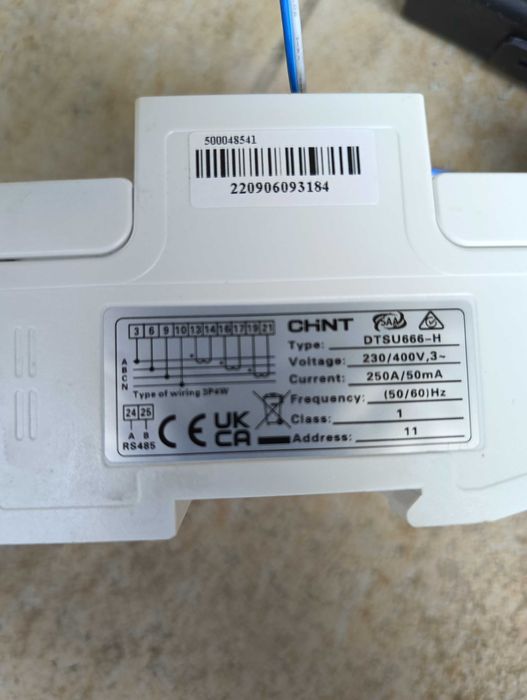 500048541
220906093184
3 6 9 10 13 14 16 17 19 21
A
B
C
N
Type of wiring 3P4W
24 25
A B
RS485
CE UK CA
CHNT SAA
Type: DTSU666-H
Voltage: 230/400V,3~
Current: 250A/50mA
Frequency: (50/60)Hz
Class: 1
Address: 11